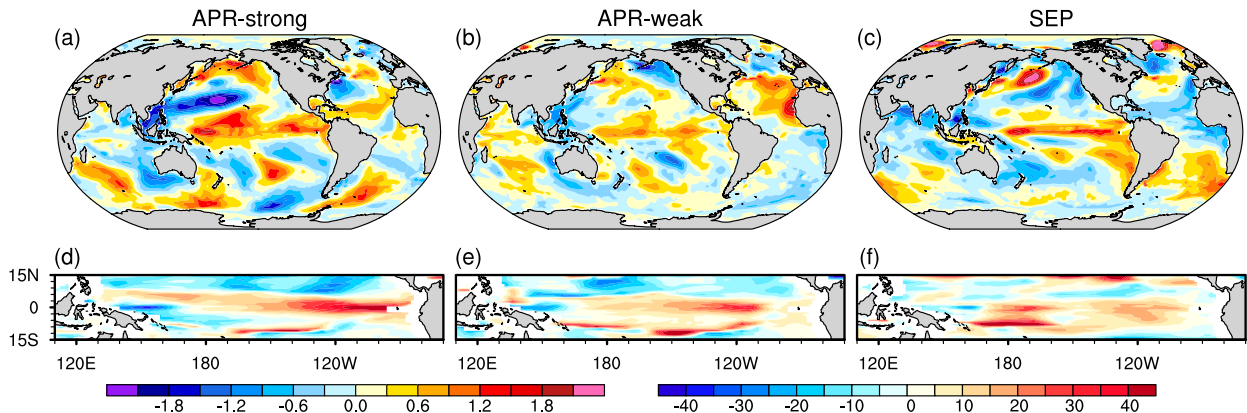 APR-strong APR-weak SEP
(a) (b) (c)
(d) (e) (f)
15N
0
15S
120E 180 120W 120E 180 120W 120E 180 120W
-1.8 -1.2 -0.6 0.0 0.6 1.2 1.8 -40 -30 -20 -10 0 10 20 30 40